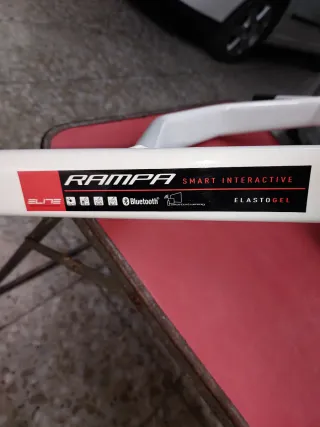 RAMPA SMART INTERACTIVE
ELITE Bluetooth® ELASTOGEL